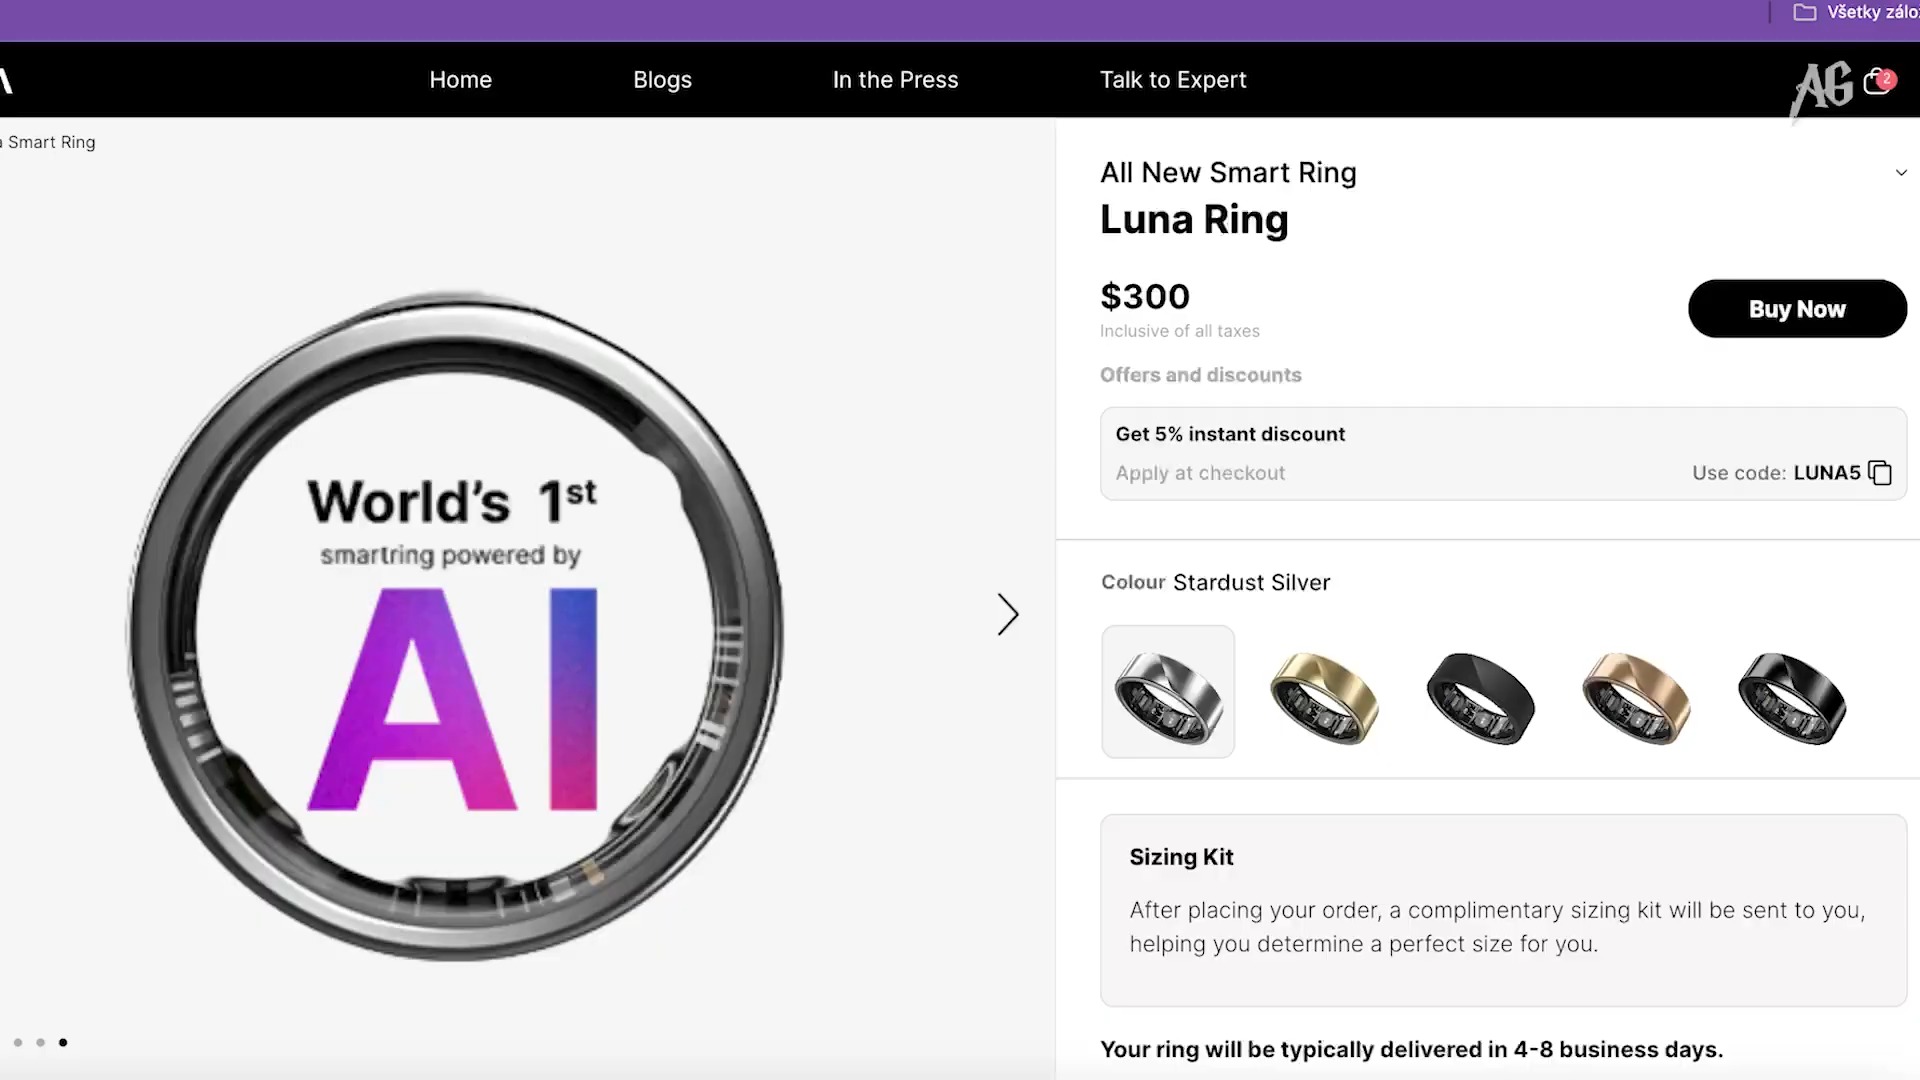 Všetky zálo
Home
Blogs
In the Press
Talk to Expert
AG
2
Smart Ring
World's 1st
smartring powered by
AI
All New Smart Ring
Luna Ring
$300
Inclusive of all taxes
Buy Now
Offers and discounts
Get 5% instant discount
Apply at checkout
Use code: LUNA5
Colour Stardust Silver
Sizing Kit
After placing your order, a complimentary sizing kit will be sent to you,
helping you determine a perfect size for you.
Your ring will be typically delivered in 4-8 business days.